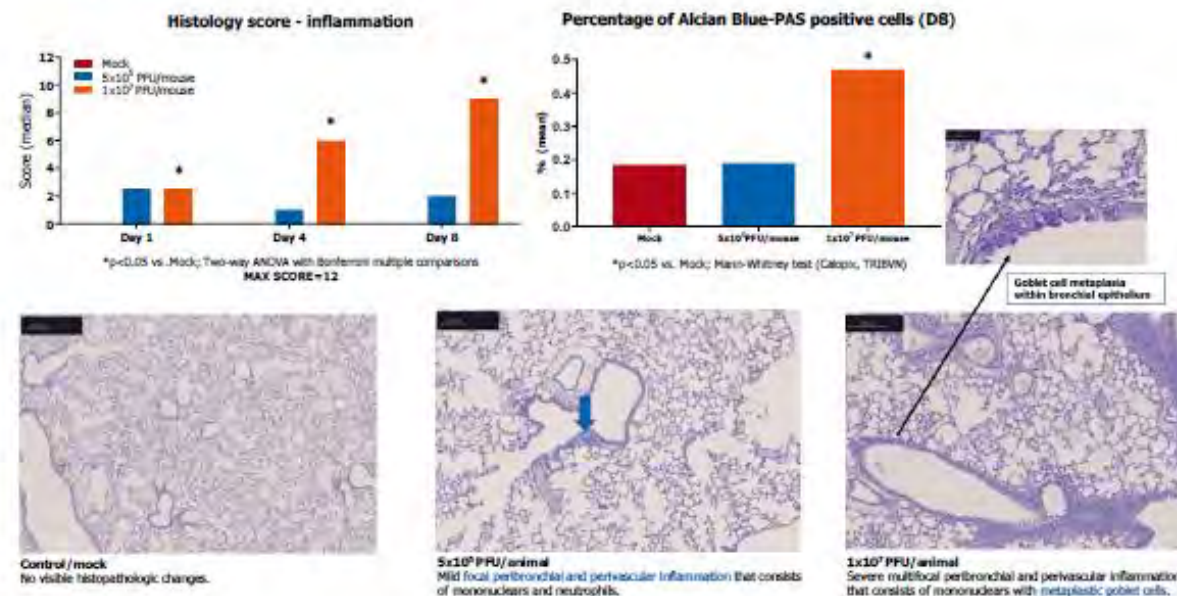 Histology score - inflammation
12
10
8
6
4
2
0
Score (median)
Mock
5x10⁵ PFU/mouse
1x10⁷ PFU/mouse
*
*
*
Day 1 Day 4 Day 8
*p<0.05 vs. Mock; Two-way ANOVA with Bonferroni multiple comparisons
MAX SCORE=12
Percentage of Alcian Blue-PAS positive cells (D8)
0.5
0.4
0.3
0.2
0.1
0.0
% (mean)
*
Mock 5x10⁵PFU/mouse 1x10⁷PFU/mouse
*p<0.05 vs. Mock; Mann-Whitney test (Calopix, TRIBVN)
Goblet cell metaplasia
within bronchial epithelium
Control/mock
No visible histopathologic changes.
5x10⁵PFU/animal
Mild focal peribronchial and perivascular inflammation that consists
of mononuclears and neutrophils.
1x10⁷PFU/animal
Severe multifocal peribronchial and perivascular inflammation
that consists of mononuclears with metaplastic goblet cells.